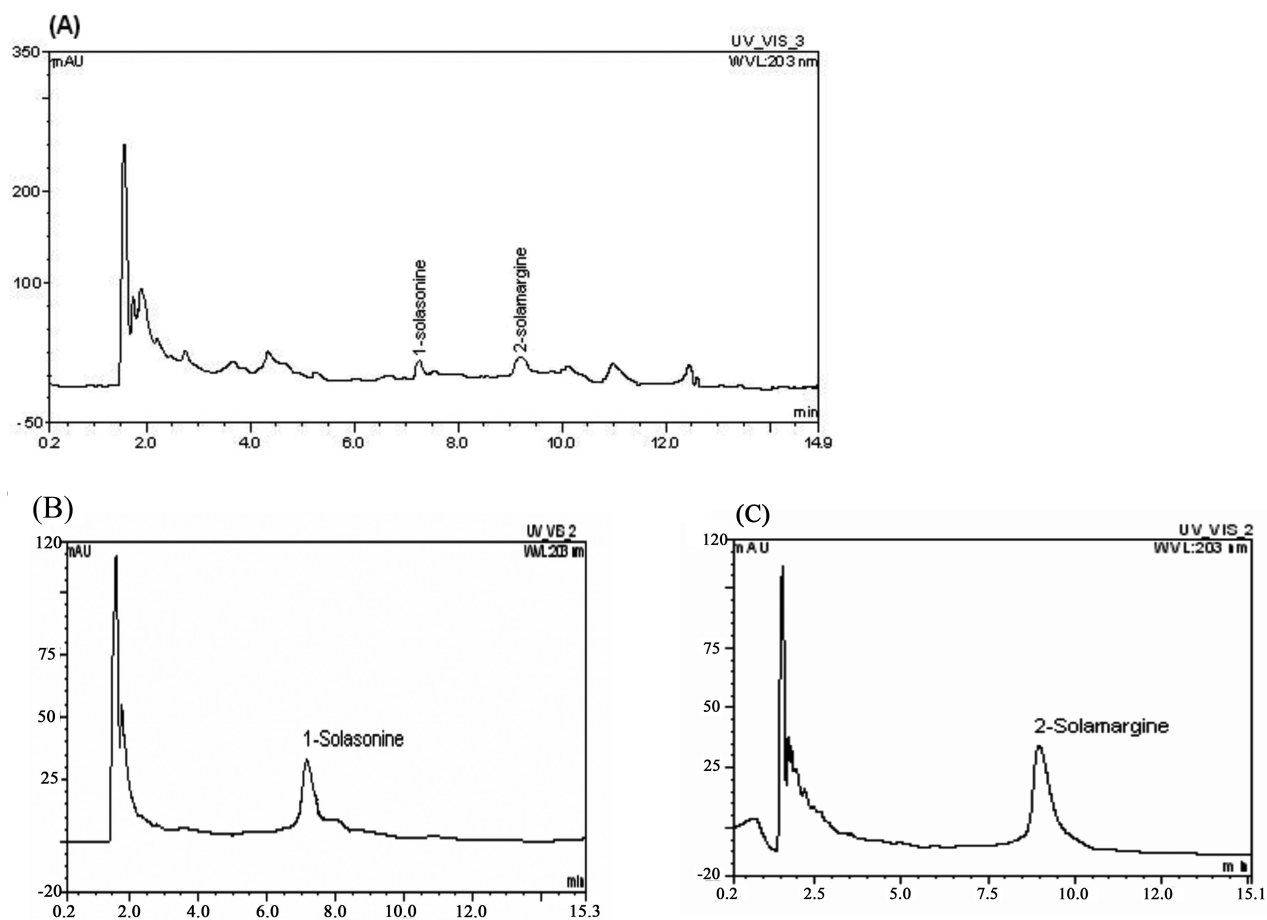 (A)
UV_VIS_3
350
mAU
WVL:203 nm
200
1-solasonine
2-solamargine
100
min
-50
0.2 2.0 4.0 6.0 8.0 10.0 12.0 14.9
(B)
UV_VIS_2
120
mAU
WVL:203 nm
75
50
1-Solasonine
25
min
-20
0.2 2.0 6.0 10.0 12.0 15.3
(C)
UV_VIS_2
120
mAU
WVL:203 nm
75
50
2-Solamargine
25
-20
0.2 2.5 5.0 7.5 10.0 12.0 15.1